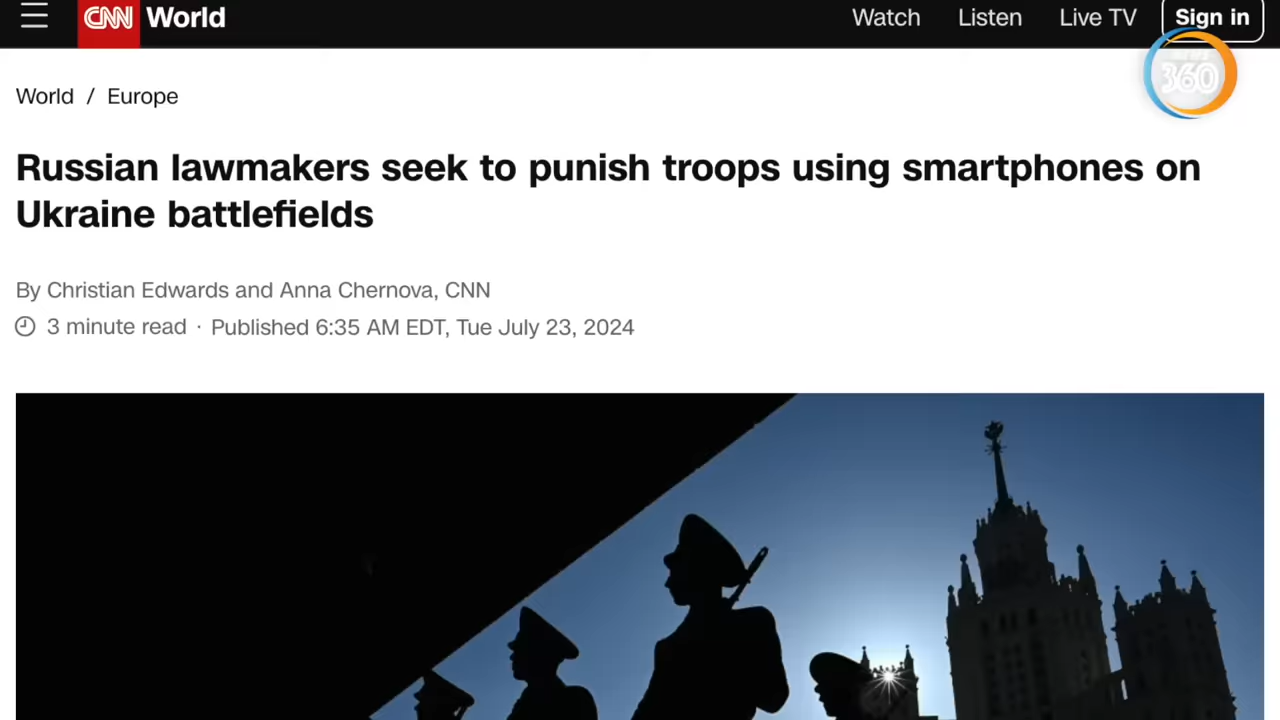 CNN World
Watch Listen Live TV Sign in
360
World / Europe
Russian lawmakers seek to punish troops using smartphones on
Ukraine battlefields
By Christian Edwards and Anna Chernova, CNN
3 minute read · Published 6:35 AM EDT, Tue July 23, 2024